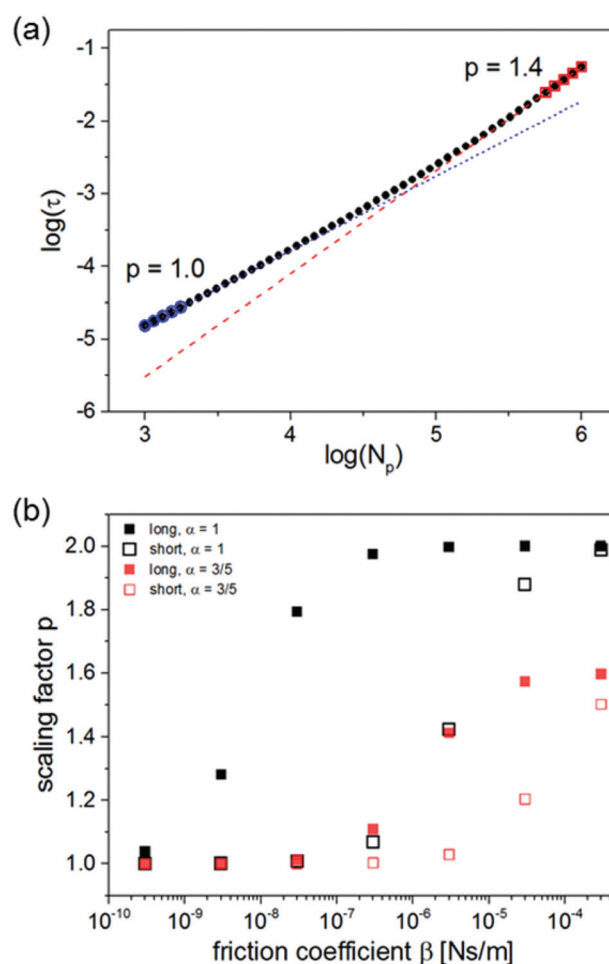 (a)
-1
-2
-3
-4
-5
-6
log(τ)
p = 1.4
p = 1.0
3
4
5
6
log(Nₚ)
(b)
long, α = 1
short, α = 1
long, α = 3/5
short, α = 3/5
2.0
1.8
1.6
1.4
1.2
1.0
scaling factor p
10⁻¹⁰ 10⁻⁹ 10⁻⁸ 10⁻⁷ 10⁻⁶ 10⁻⁵ 10⁻⁴
friction coefficient β [Ns/m]